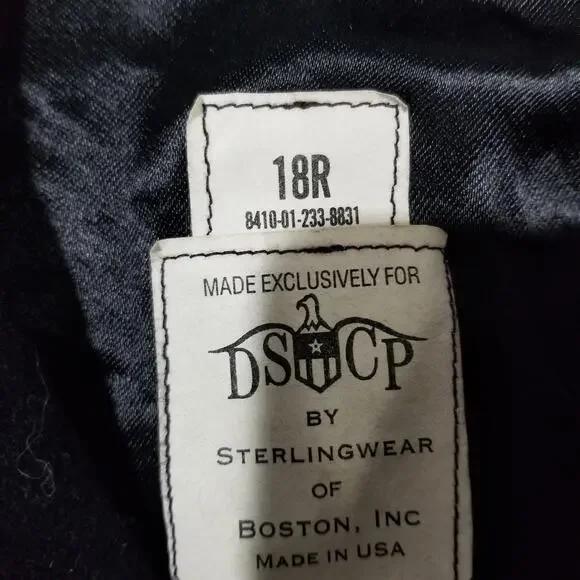 18R
8410-01-233-8831
MADE EXCLUSIVELY FOR
DSCP
BY
STERLINGWEAR
OF
BOSTON, INC
MADE IN USA